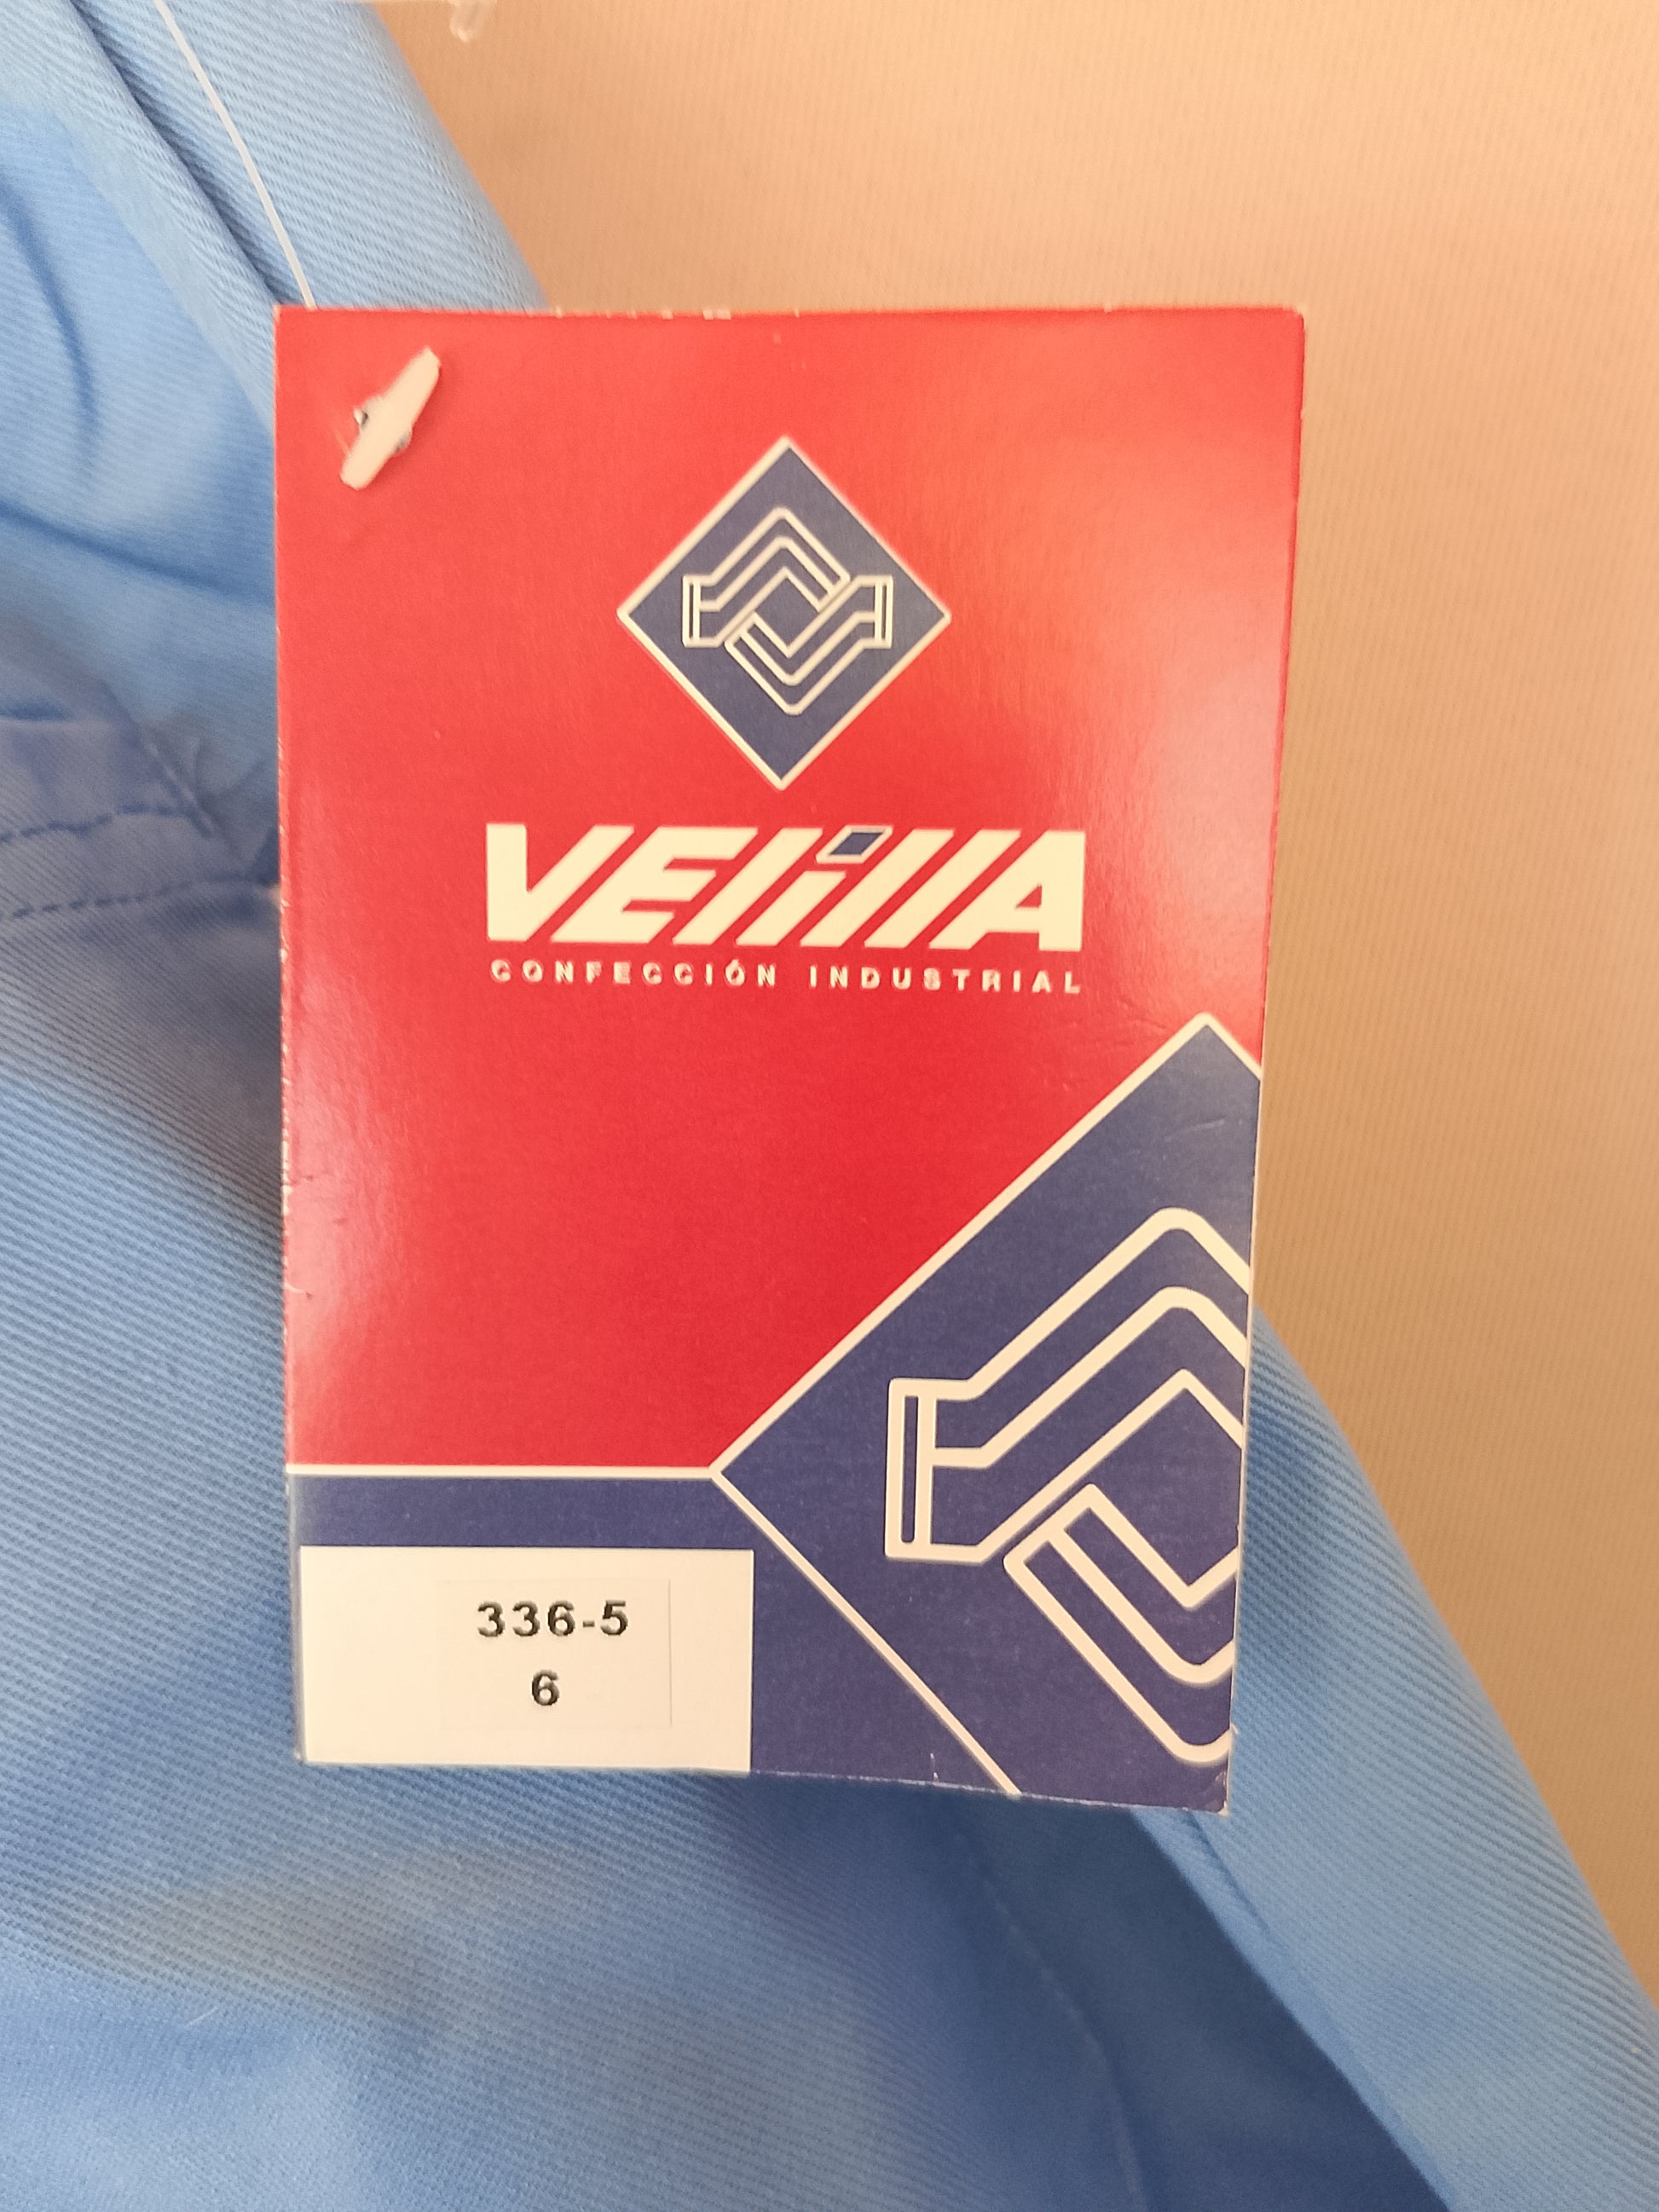 VElillA
CONFECCIÓN INDUSTRIAL
336-5
6